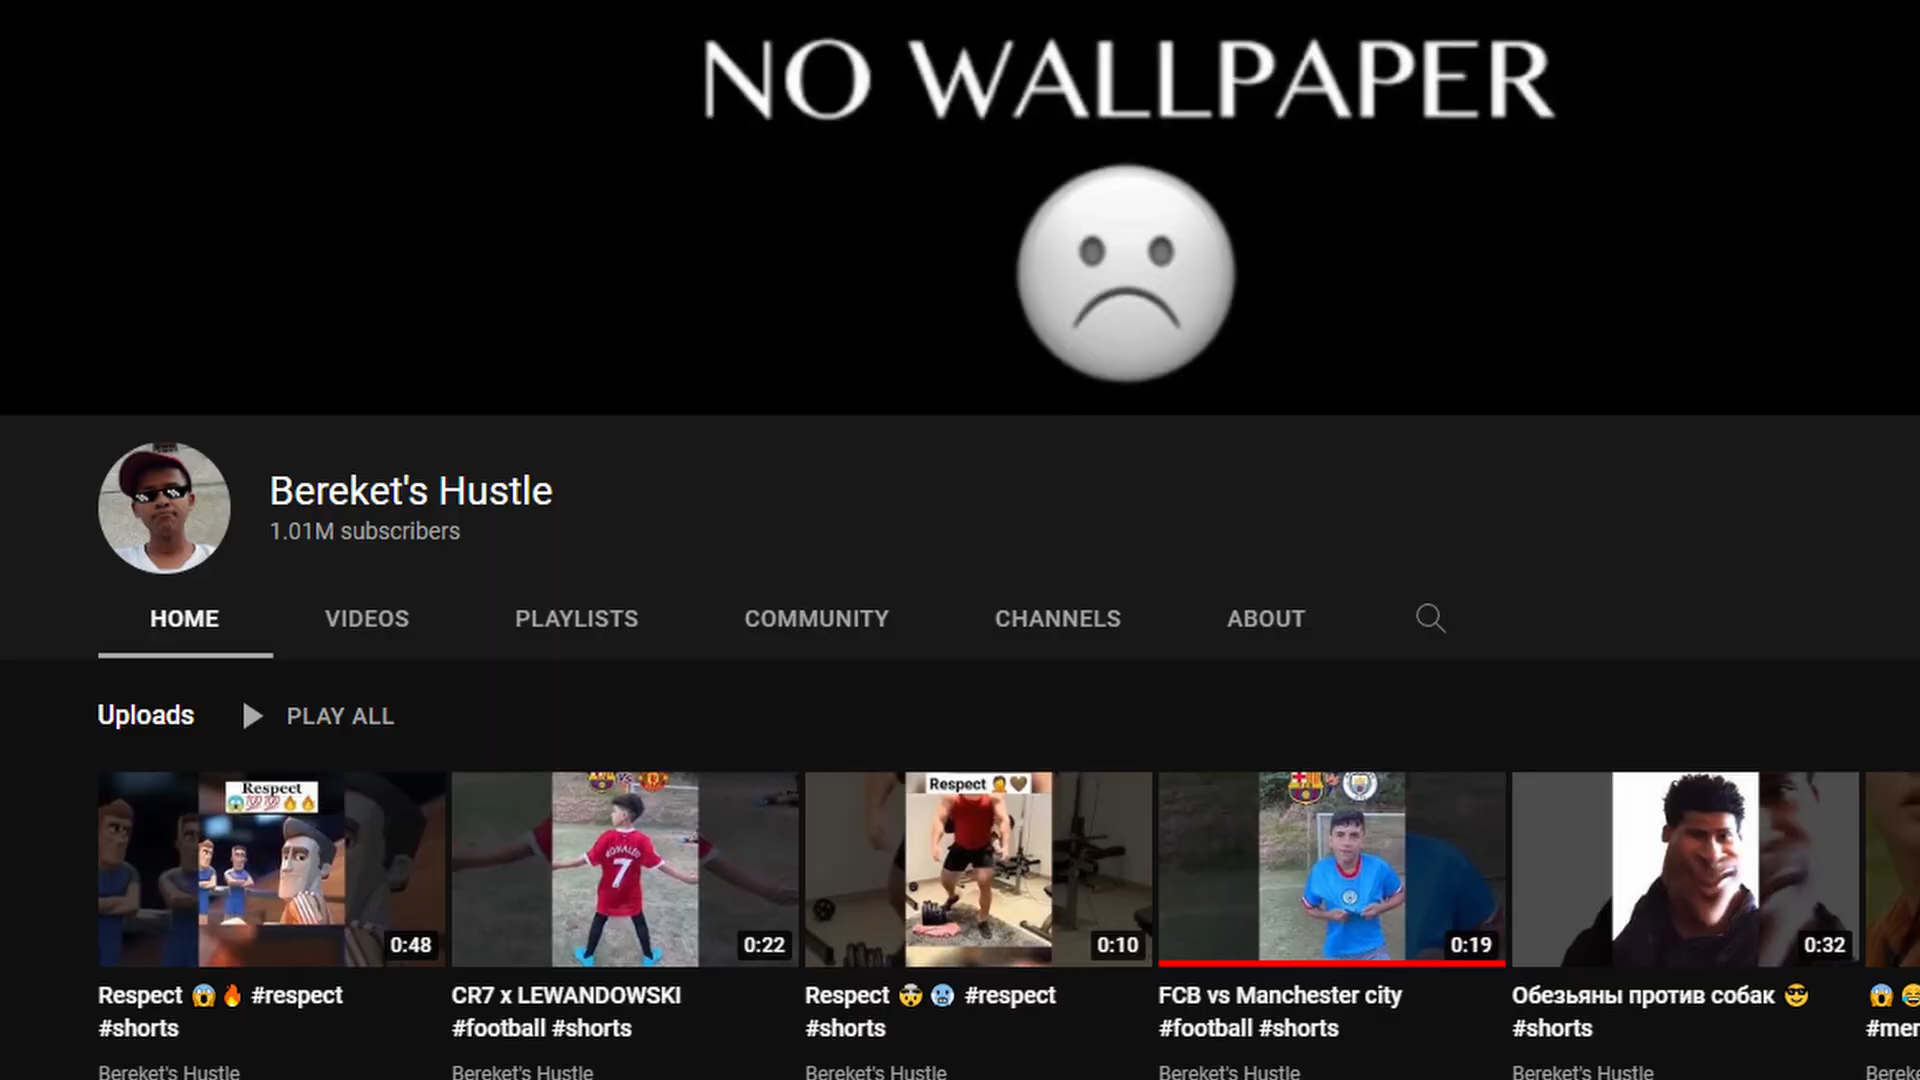 NO WALLPAPER
Bereket's Hustle
1.01M subscribers
HOME VIDEOS PLAYLISTS COMMUNITY CHANNELS ABOUT
Uploads PLAY ALL
Respect
😱💯💯🔥🔥
VS
RONALDO
7
Respect 🤦🤎
0:48
0:22
0:10
0:19
0:32
Respect 😱🔥 #respect
#shorts
Bereket's Hustle
CR7 x LEWANDOWSKI
#football #shorts
Bereket's Hustle
Respect 🤯🥶 #respect
#shorts
Bereket's Hustle
FCB vs Manchester city
#football #shorts
Bereket's Hustle
Обезьяны против собак 😎
#shorts
Bereket's Hustle
😱😂